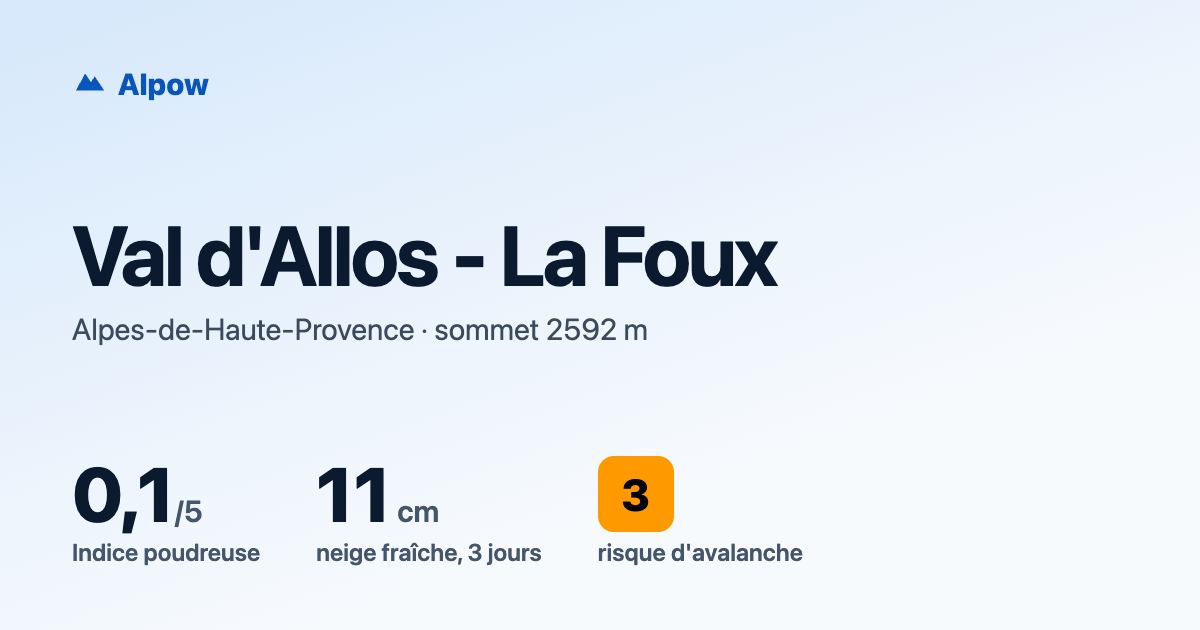 Alpow
Val d'Allos - La Foux
Alpes-de-Haute-Provence · sommet 2592 m
0,1/5 11 cm 3
Indice poudreuse neige fraîche, 3 jours risque d'avalanche